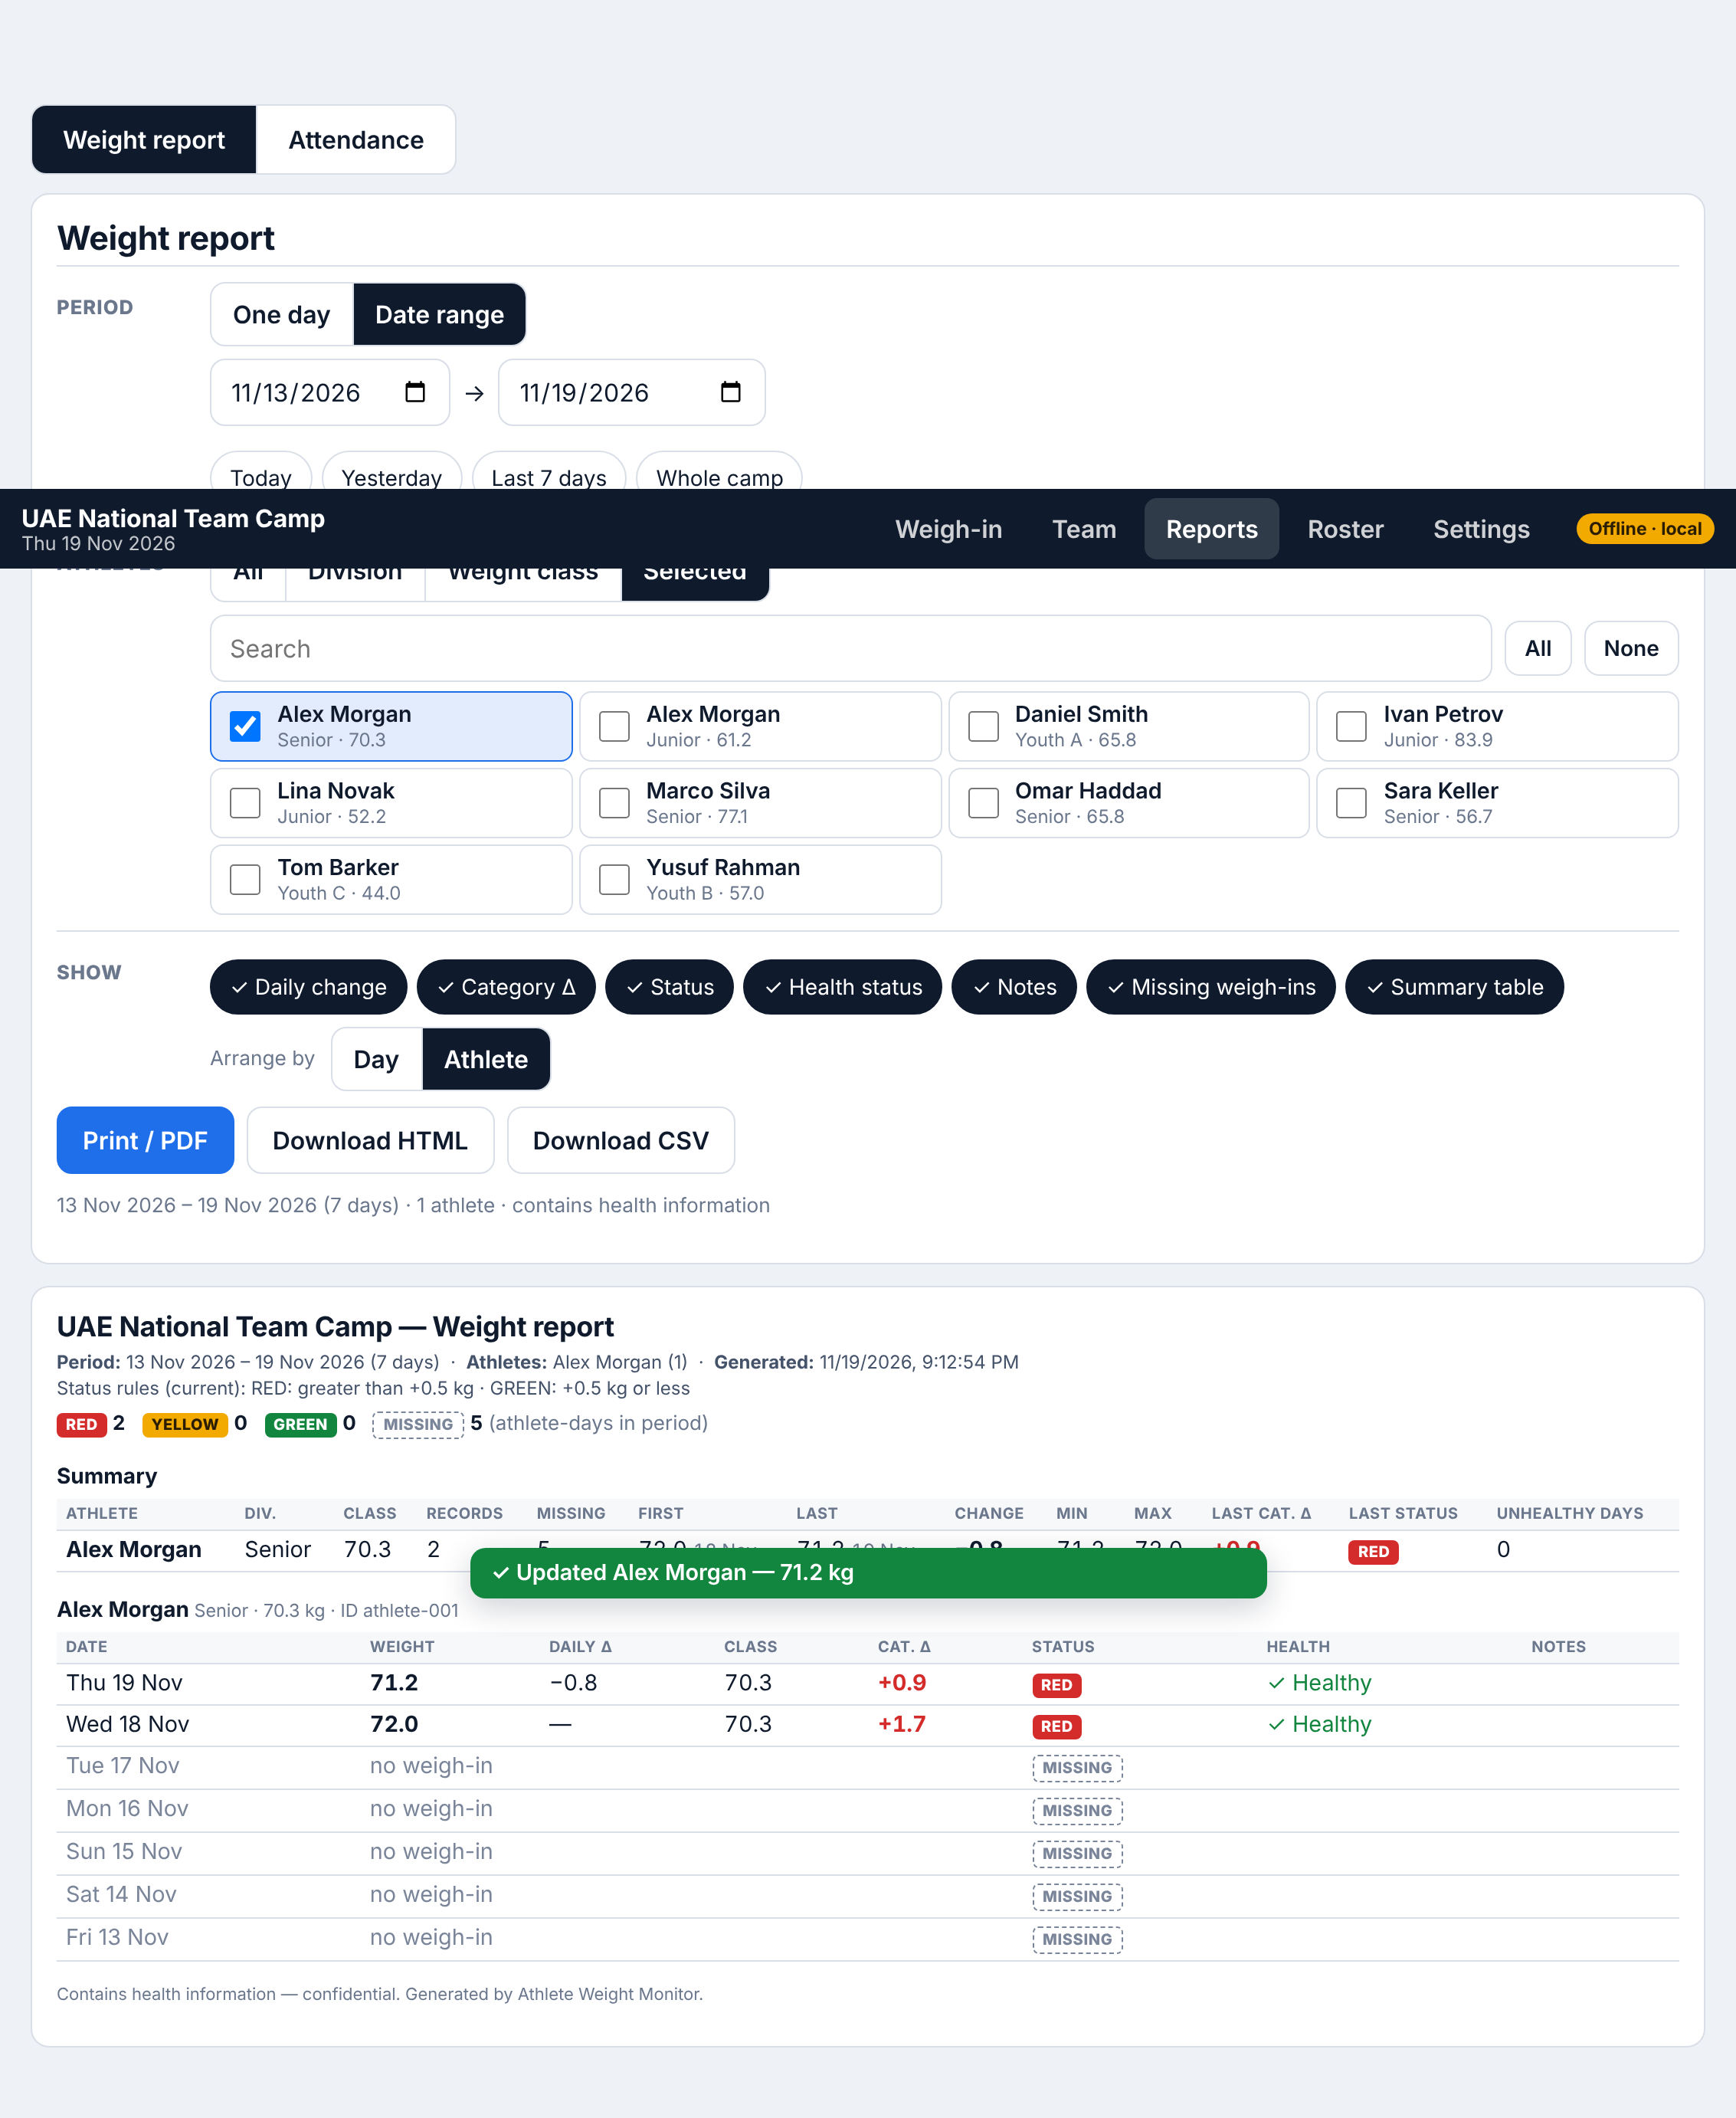 Weight report Attendance
Weight report
PERIOD One day Date range
11/13/2026 → 11/19/2026
Today Yesterday Last 7 days Whole camp
UAE National Team Camp
Thu 19 Nov 2026
Weigh-in Team Reports Roster Settings Offline · local
All Division Weight class Selected
Search All None
Alex Morgan
Senior · 70.3
Alex Morgan
Junior · 61.2
Daniel Smith
Youth A · 65.8
Ivan Petrov
Junior · 83.9
Lina Novak
Junior · 52.2
Marco Silva
Senior · 77.1
Omar Haddad
Senior · 65.8
Sara Keller
Senior · 56.7
Tom Barker
Youth C · 44.0
Yusuf Rahman
Youth B · 57.0
SHOW ✓ Daily change ✓ Category Δ ✓ Status ✓ Health status ✓ Notes ✓ Missing weigh-ins ✓ Summary table
Arrange by Day Athlete
Print / PDF Download HTML Download CSV
13 Nov 2026 – 19 Nov 2026 (7 days) · 1 athlete · contains health information
UAE National Team Camp — Weight report
Period: 13 Nov 2026 – 19 Nov 2026 (7 days) · Athletes: Alex Morgan (1) · Generated: 11/19/2026, 9:12:54 PM
Status rules (current): RED: greater than +0.5 kg · GREEN: +0.5 kg or less
RED 2 YELLOW 0 GREEN 0 MISSING 5 (athlete-days in period)
Summary
ATHLETE DIV. CLASS RECORDS MISSING FIRST LAST CHANGE MIN MAX LAST CAT. Δ LAST STATUS UNHEALTHY DAYS
Alex Morgan Senior 70.3 2 RED 0
✓ Updated Alex Morgan — 71.2 kg
Alex Morgan Senior · 70.3 kg · ID athlete-001
DATE WEIGHT DAILY Δ CLASS CAT. Δ STATUS HEALTH NOTES
Thu 19 Nov 71.2 −0.8 70.3 +0.9 RED ✓ Healthy
Wed 18 Nov 72.0 — 70.3 +1.7 RED ✓ Healthy
Tue 17 Nov no weigh-in MISSING
Mon 16 Nov no weigh-in MISSING
Sun 15 Nov no weigh-in MISSING
Sat 14 Nov no weigh-in MISSING
Fri 13 Nov no weigh-in MISSING
Contains health information — confidential. Generated by Athlete Weight Monitor.